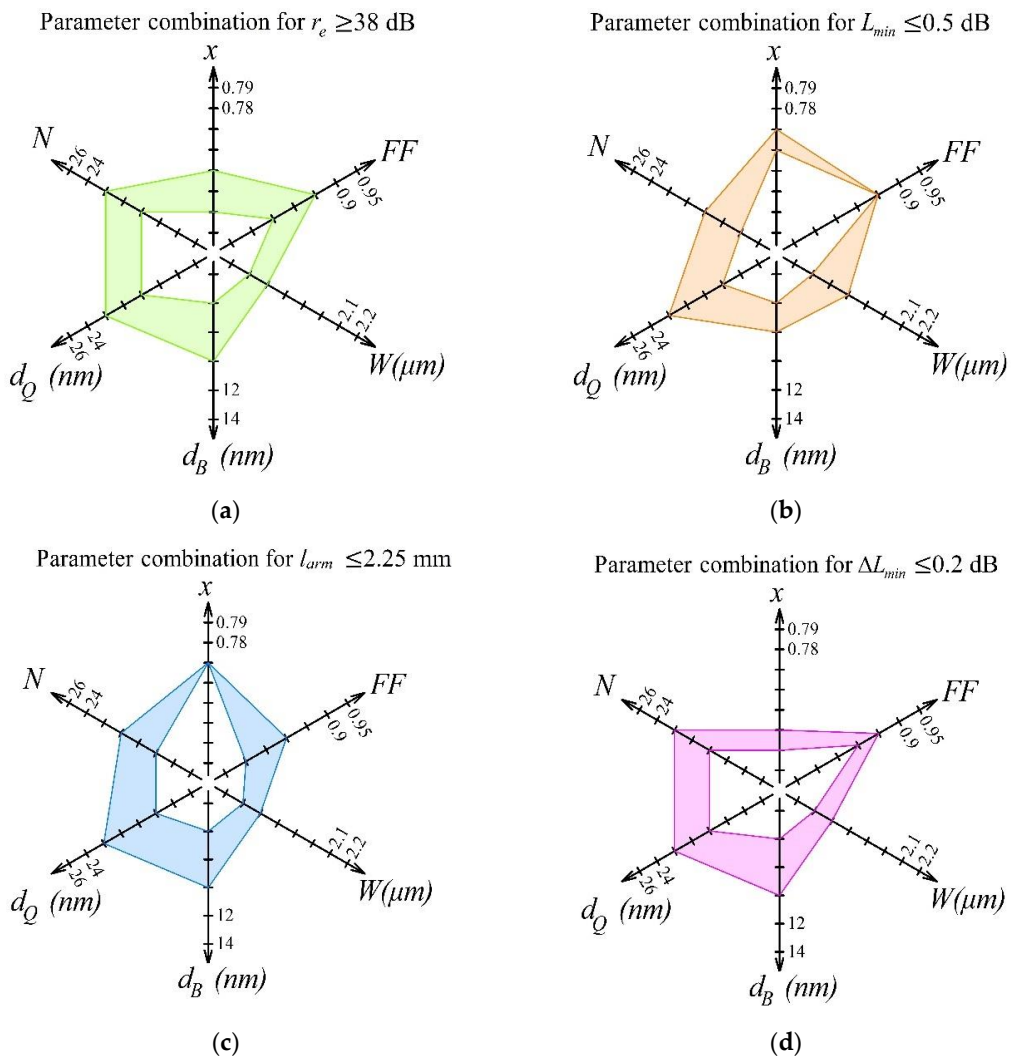 Parameter combination for r_e ≥38 dB
x
0.79
0.78
N
26
24
FF
0.95
0.9
2.1
2.2
W(μm)
26
24
d_Q (nm)
12
14
d_B (nm)
(a)
Parameter combination for L_min ≤0.5 dB
x
0.79
0.78
N
26
24
FF
0.95
0.9
2.1
2.2
W(μm)
26
24
d_Q (nm)
12
14
d_B (nm)
(b)
Parameter combination for l_arm ≤2.25 mm
x
0.79
0.78
N
26
24
FF
0.95
0.9
2.1
2.2
W(μm)
26
24
d_Q (nm)
12
14
d_B (nm)
(c)
Parameter combination for ΔL_min ≤0.2 dB
x
0.79
0.78
N
26
24
FF
0.95
0.9
2.1
2.2
W(μm)
26
24
d_Q (nm)
12
14
d_B (nm)
(d)